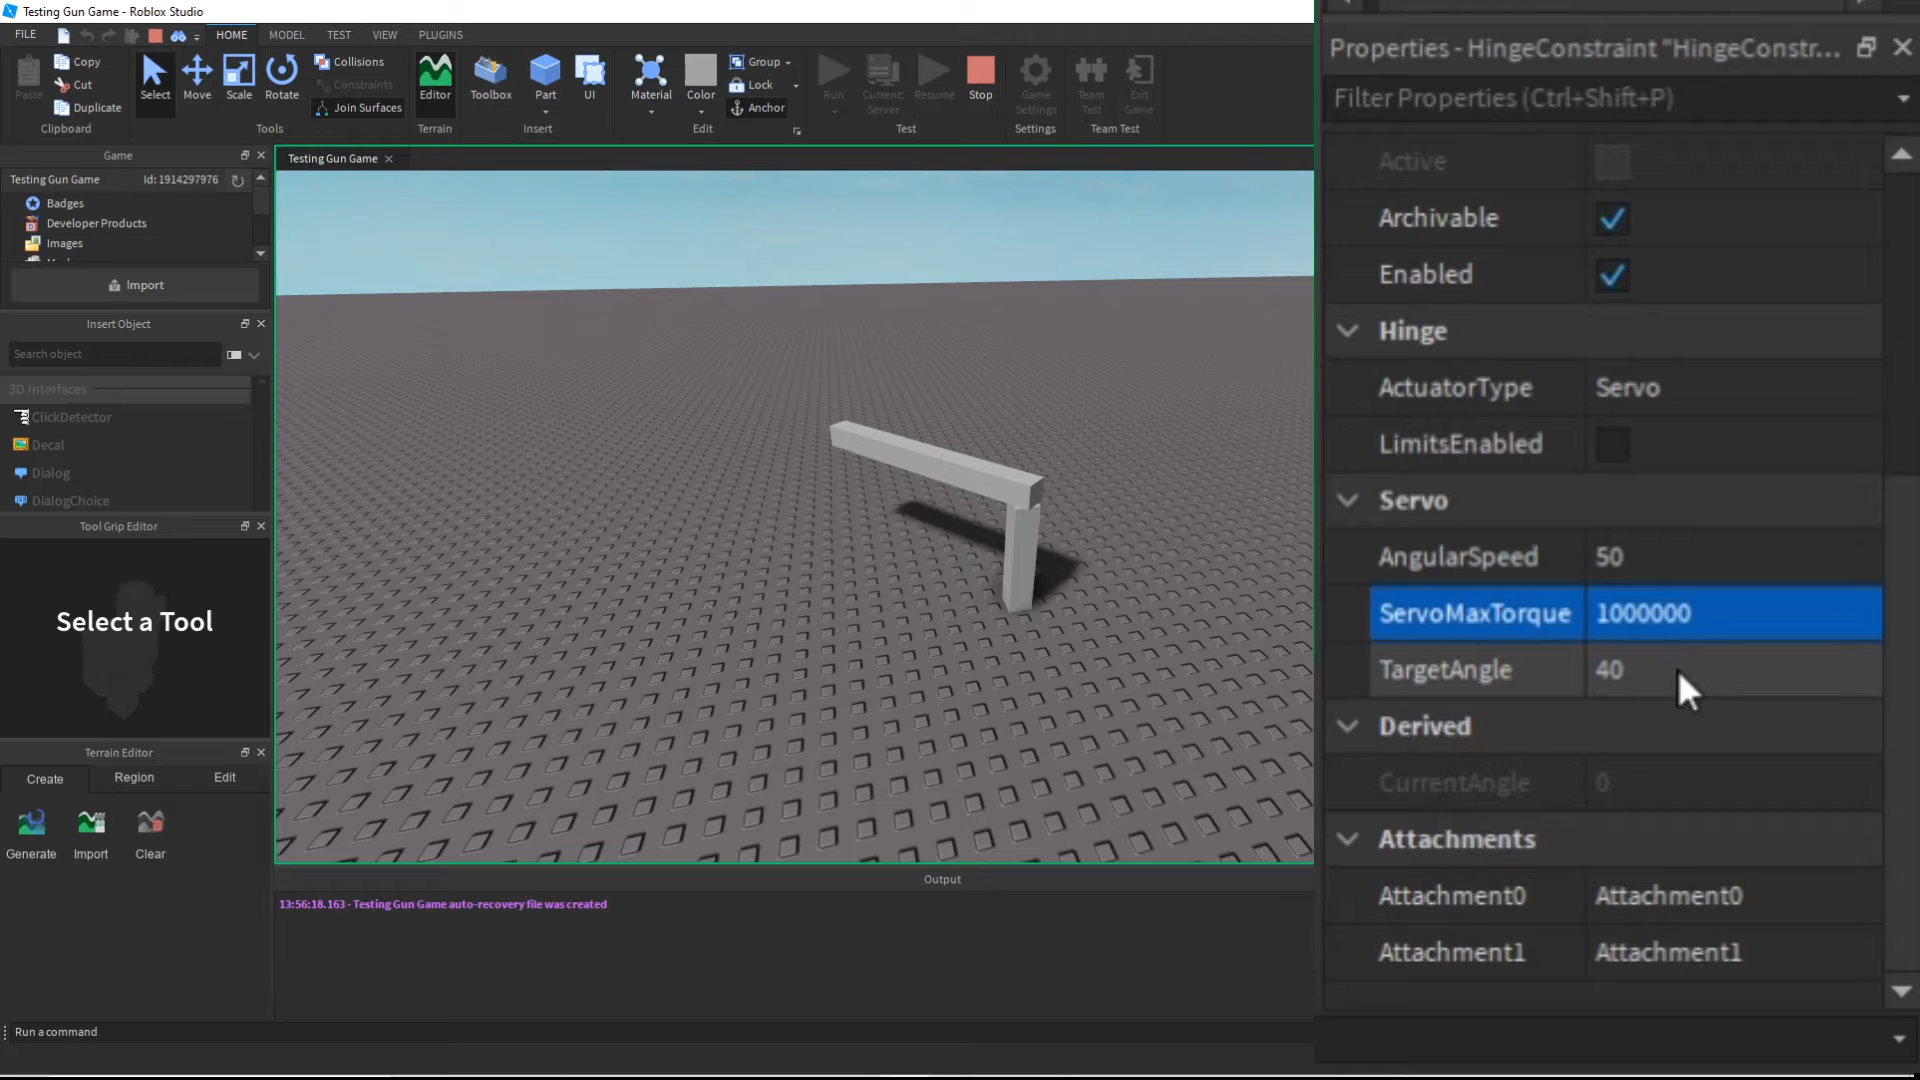 Testing Gun Game - Roblox Studio
FILE
HOME
MODEL
TEST
VIEW
PLUGINS
Paste
Copy
Cut
Duplicate
Clipboard
Select
Move
Scale
Rotate
Collisions
Constraints
Join Surfaces
Tools
Editor
Terrain
Toolbox
Part
UI
Insert
Material
Color
Group
Lock
Anchor
Edit
Run
Current:
Server
Resume
Stop
Test
Game
Settings
Settings
Team
Test
Exit
Game
Team Test
Game
Testing Gun Game
Id: 1914297976
Badges
Developer Products
Images
Import
Insert Object
Search object
3D Interfaces
ClickDetector
Decal
Dialog
DialogChoice
Tool Grip Editor
Select a Tool
Terrain Editor
Create
Region
Edit
Generate
Import
Clear
Testing Gun Game
Output
13:56:18.163 - Testing Gun Game auto-recovery file was created
Run a command
Properties - HingeConstraint "HingeConstr...
Filter Properties (Ctrl+Shift+P)
Active
Archivable
Enabled
Hinge
ActuatorType Servo
LimitsEnabled
Servo
AngularSpeed 50
ServoMaxTorque 1000000
TargetAngle 40
Derived
CurrentAngle 0
Attachments
Attachment0 Attachment0
Attachment1 Attachment1